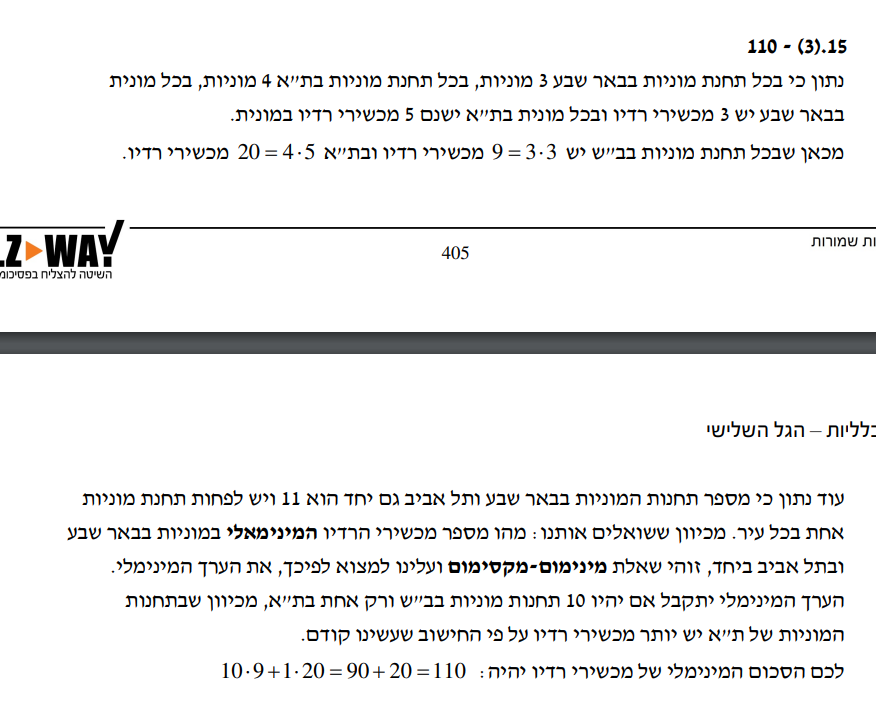 15.(3) - 110
נתון כי בכל תחנת מוניות בבאר שבע 3 מוניות, בכל תחנת מוניות בת״א 4 מוניות, בכל מונית
בבאר שבע יש 3 מכשירי רדיו ובכל מונית בת״א ישנם 5 מכשירי רדיו במונית.
מכאן שבכל תחנת מוניות בב״ש יש 9 = 3·3 מכשירי רדיו ובת״א 20 = 4·5 מכשירי רדיו.
WAY!
השיטה להצליח
405
שמורות
הגל השלישי –
עוד נתון כי מספר תחנות המוניות בבאר שבע ותל אביב גם יחד הוא 11 ויש לפחות תחנת מוניות
אחת בכל עיר. מכיוון ששואלים אותנו: מהו מספר מכשירי הרדיו המינימאלי במוניות בבאר שבע
ובתל אביב ביחד, זוהי שאלת מינימום-מקסימום ועלינו למצוא לפיכך, את הערך המינימלי.
הערך המינימלי יתקבל אם יהיו 10 תחנות מוניות בב״ש ורק אחת בת״א, מכיוון שבתחנות
המוניות של ת״א יש יותר מכשירי רדיו על פי החישוב שעשינו קודם.
לכם הסכום המינימלי של מכשירי רדיו יהיה: 10·9+1·20 = 90+20 = 110